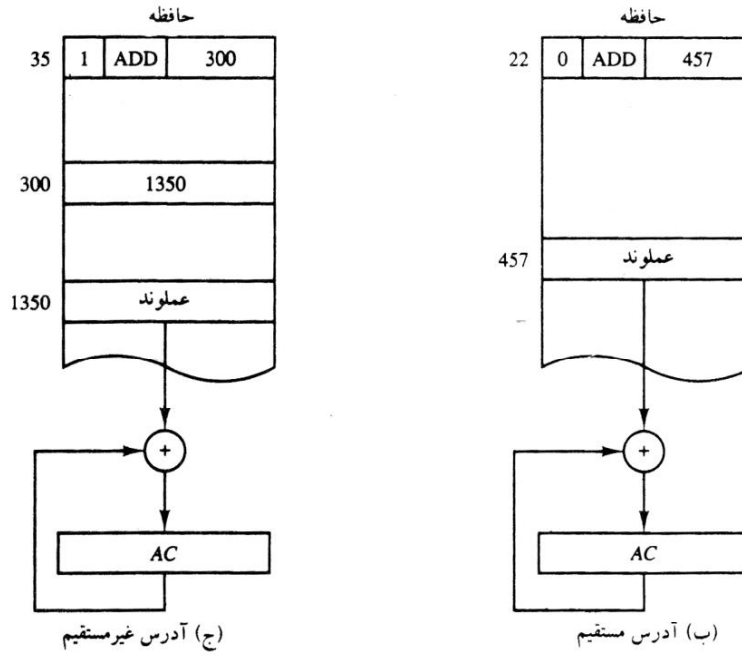 حافظه
35 1 ADD 300
300 1350
1350 عملوند
+
AC
(ج) آدرس غیرمستقیم
حافظه
22 0 ADD 457
457 عملوند
+
AC
(ب) آدرس مستقیم